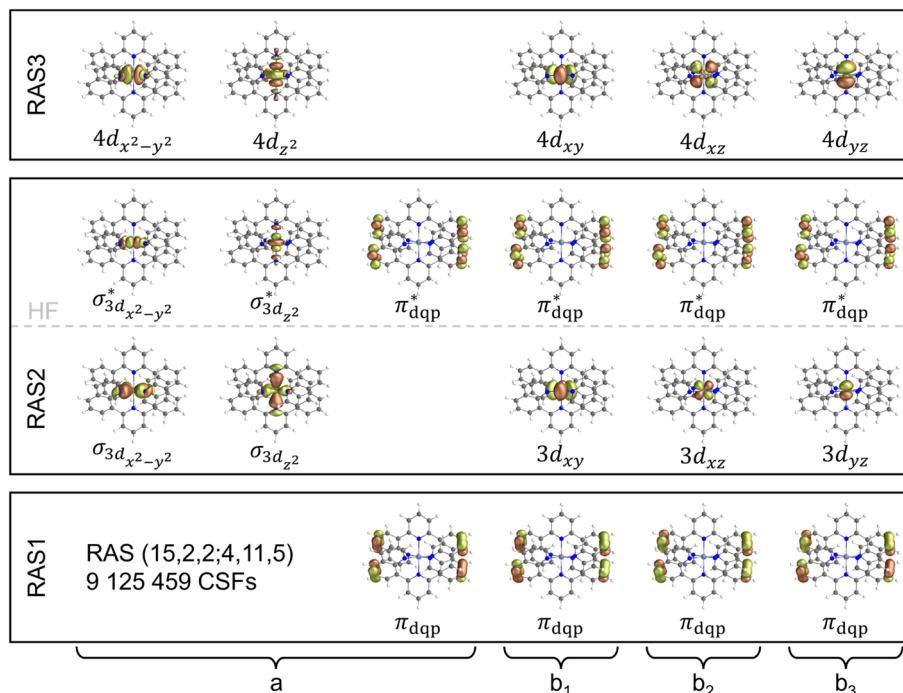 RAS3
4d_{x²−y²} 4d_{z²} 4d_{xy} 4d_{xz} 4d_{yz}
σ*_{3d_{x²−y²}} σ*_{3d_{z²}} π*_{dqp} π*_{dqp} π*_{dqp} π*_{dqp}
HF
RAS2
σ_{3d_{x²−y²}} σ_{3d_{z²}} 3d_{xy} 3d_{xz} 3d_{yz}
RAS1
RAS (15,2,2;4,11,5)
9 125 459 CSFs
π_{dqp} π_{dqp} π_{dqp} π_{dqp}
a b₁ b₂ b₃